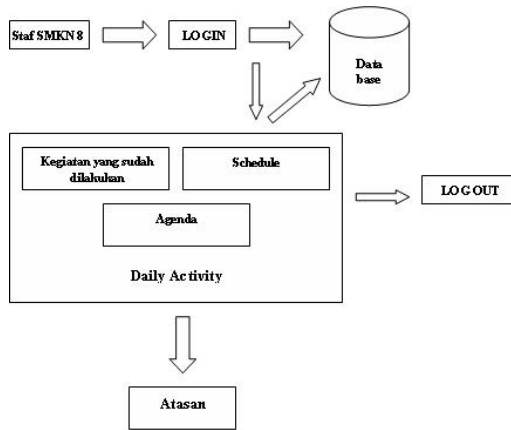 Staf SMKN 8
LOGIN
Data
base
Kegiatan yang sudah
dilakukan
Schedule
Agenda
Daily Activity
LOGOUT
Atasan